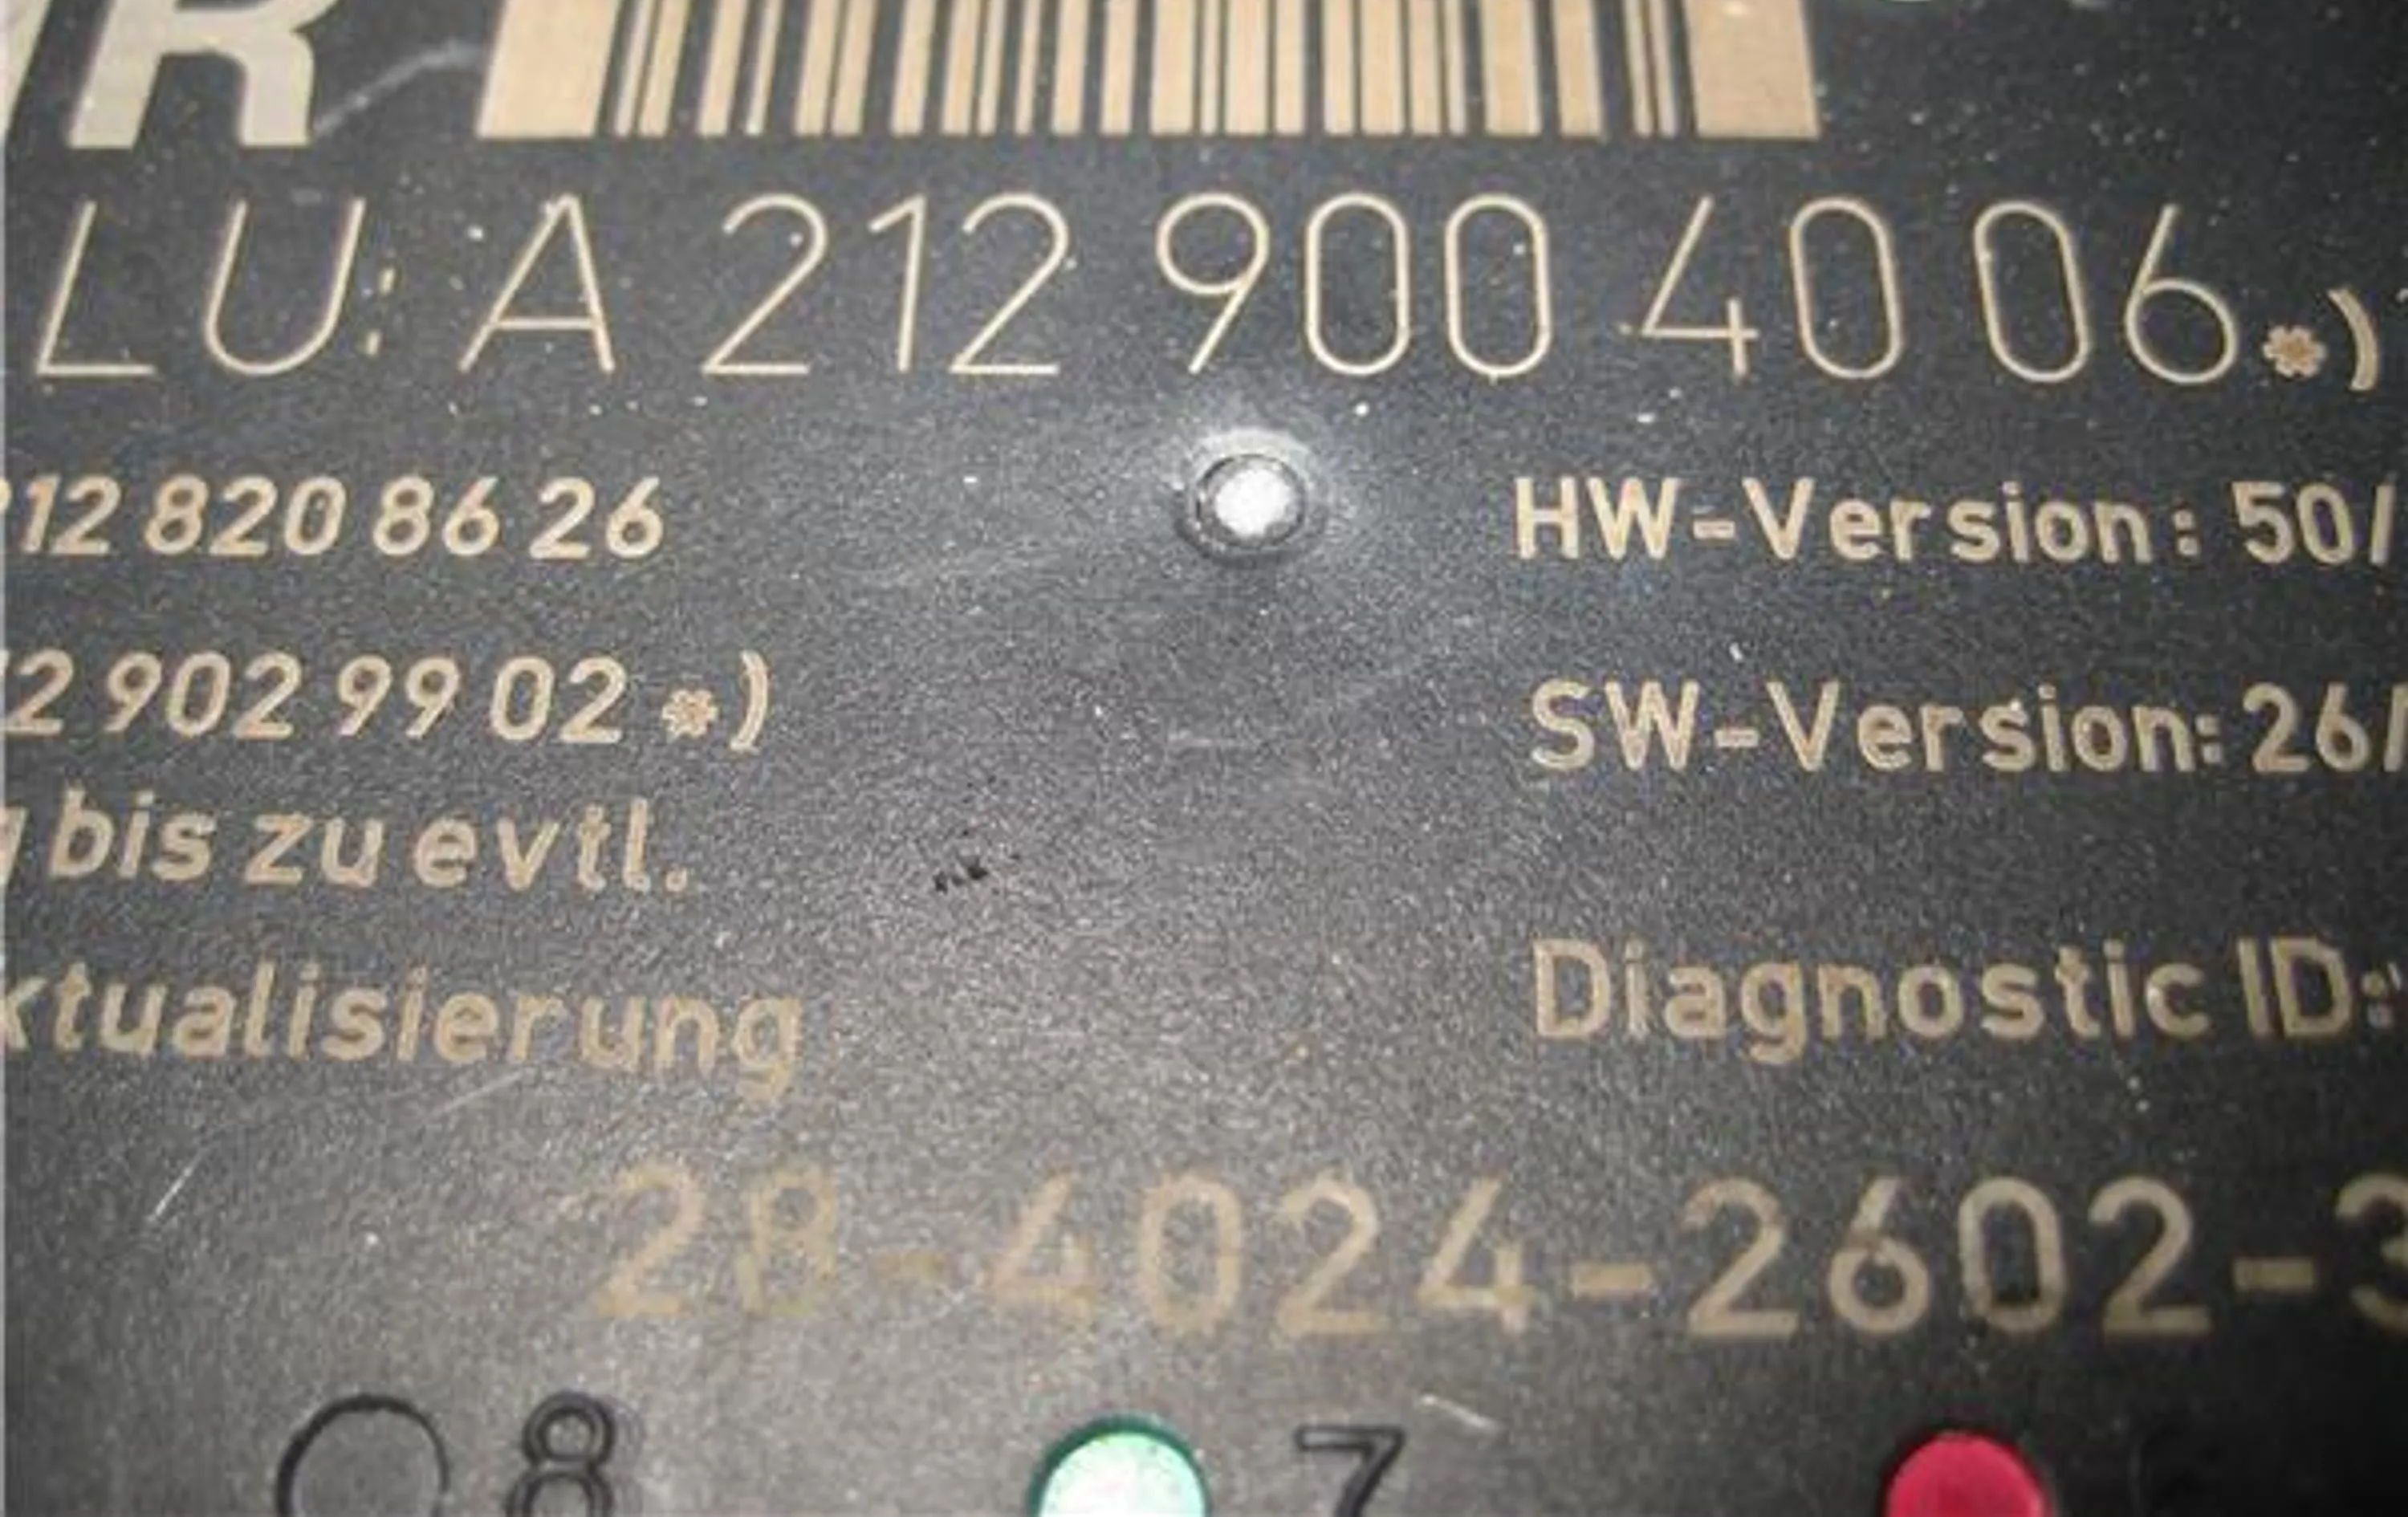 R
LU: A 212 900 40 06 *)
12 820 86 26 HW-Version: 50/
2 902 99 02 *) SW-Version: 26/
bis zu evtl.
ktualisierung Diagnostic ID:
28-4024-2602-3
8 7